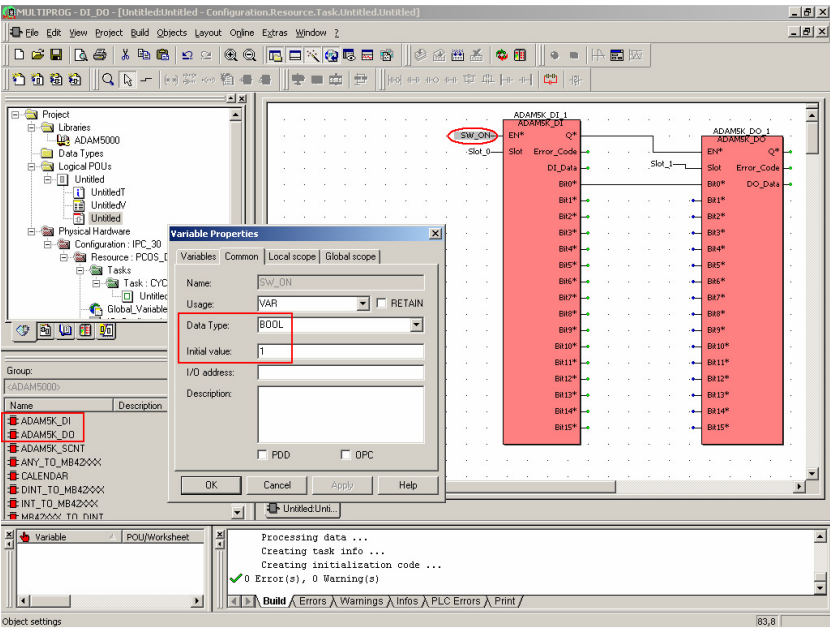 MULTIPROG - DI_DO - [Untitled:Untitled - Configuration.Resource.Task.Untitled.Untitled]
File Edit View Project Build Objects Layout Online Extras Window ?
Project
Libraries
ADAM5000
Data Types
Logical POUs
Untitled
UntitledT
UntitledV
Untitled
Physical Hardware
Configuration : IPC_30
Resource : PCOS_
Tasks
Task : CYC
Untitled
Global_Variable
Group:
<ADAM5000>
Name Description
ADAM5K_DI
ADAM5K_DO
ADAM5K_SCNT
ANY_TO_MB42XXX
CALENDAR
DINT_TO_MB42XXX
INT_TO_MB42XXX
MB42XXX_TO_DINT
Variable Properties
Variables Common Local scope Global scope
Name: SW_ON
Usage: VAR RETAIN
Data Type: BOOL
Initial value: 1
I/O address:
Description:
PDD OPC
OK Cancel Apply Help
ADAM5K_DI_1
ADAM5K_DI
SW_ON EN* Q*
Slot_0 Slot Error_Code
DI_Data
Bit0*
Bit1*
Bit2*
Bit3*
Bit4*
Bit5*
Bit6*
Bit7*
Bit8*
Bit9*
Bit10*
Bit11*
Bit12*
Bit13*
Bit14*
Bit15*
ADAM5K_DO_1
ADAM5K_DO
EN* Q*
Slot_1 Slot Error_Code
Bit0* DO_Data
Bit1*
Bit2*
Bit3*
Bit4*
Bit5*
Bit6*
Bit7*
Bit8*
Bit9*
Bit10*
Bit11*
Bit12*
Bit13*
Bit14*
Bit15*
Untitled:Unti...
Variable POU/Worksheet
Processing data ...
Creating task info ...
Creating initialization code ...
0 Error(s), 0 Warning(s)
Build Errors Warnings Infos PLC Errors Print
Object settings
83,8